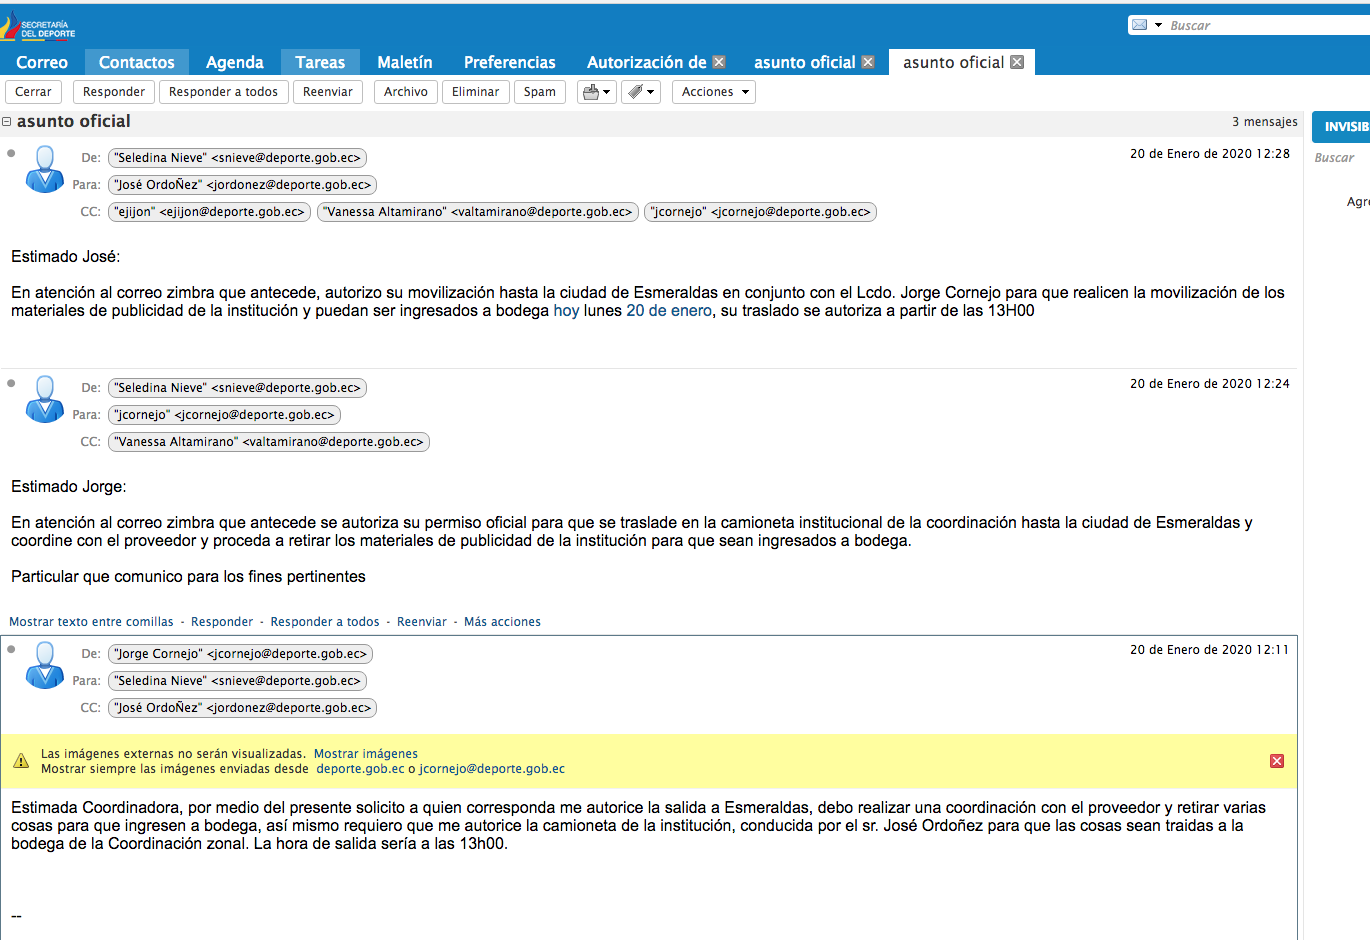 SECRETARÍA
DEL DEPORTE
Buscar
Correo Contactos Agenda Tareas Maletín Preferencias Autorización de asunto oficial asunto oficial
Cerrar Responder Responder a todos Reenviar Archivo Eliminar Spam Acciones
asunto oficial 3 mensajes
INVISIB
Buscar
Agre
De: "Seledina Nieve" <snieve@deporte.gob.ec> 20 de Enero de 2020 12:28
Para: "José OrdoÑez" <jordonez@deporte.gob.ec>
CC: "ejijon" <ejijon@deporte.gob.ec> "Vanessa Altamirano" <valtamirano@deporte.gob.ec> "jcornejo" <jcornejo@deporte.gob.ec>
Estimado José:
En atención al correo zimbra que antecede, autorizo su movilización hasta la ciudad de Esmeraldas en conjunto con el Lcdo. Jorge Cornejo para que realicen la movilización de los
materiales de publicidad de la institución y puedan ser ingresados a bodega hoy lunes 20 de enero, su traslado se autoriza a partir de las 13H00
De: "Seledina Nieve" <snieve@deporte.gob.ec> 20 de Enero de 2020 12:24
Para: "jcornejo" <jcornejo@deporte.gob.ec>
CC: "Vanessa Altamirano" <valtamirano@deporte.gob.ec>
Estimado Jorge:
En atención al correo zimbra que antecede se autoriza su permiso oficial para que se traslade en la camioneta institucional de la coordinación hasta la ciudad de Esmeraldas y
coordine con el proveedor y proceda a retirar los materiales de publicidad de la institución para que sean ingresados a bodega.
Particular que comunico para los fines pertinentes
Mostrar texto entre comillas - Responder - Responder a todos - Reenviar - Más acciones
De: "Jorge Cornejo" <jcornejo@deporte.gob.ec> 20 de Enero de 2020 12:11
Para: "Seledina Nieve" <snieve@deporte.gob.ec>
CC: "José OrdoÑez" <jordonez@deporte.gob.ec>
Las imágenes externas no serán visualizadas. Mostrar imágenes
Mostrar siempre las imágenes enviadas desde deporte.gob.ec o jcornejo@deporte.gob.ec
Estimada Coordinadora, por medio del presente solicito a quien corresponda me autorice la salida a Esmeraldas, debo realizar una coordinación con el proveedor y retirar varias
cosas para que ingresen a bodega, así mismo requiero que me autorice la camioneta de la institución, conducida por el sr. José Ordoñez para que las cosas sean traidas a la
bodega de la Coordinación zonal. La hora de salida sería a las 13h00.
--